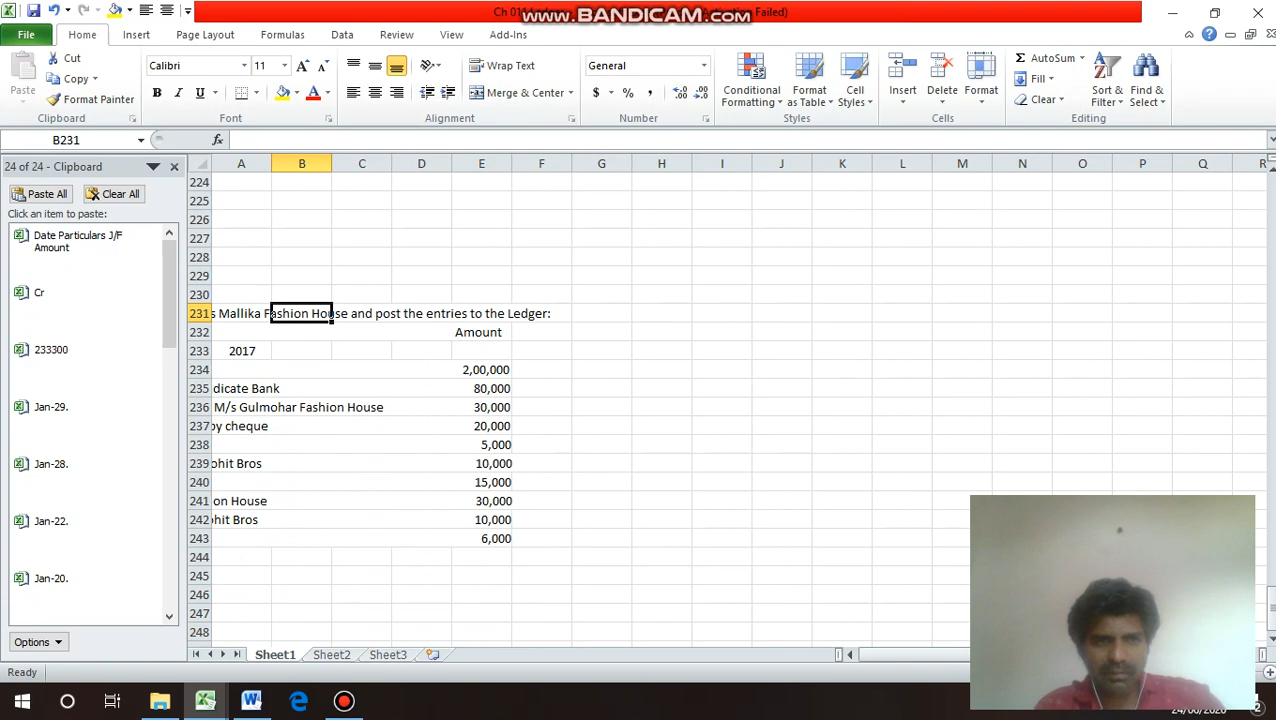 Ch 01
www.BANDICAM.com
Failed)
File Home Insert Page Layout Formulas Data Review View Add-Ins
Paste
Cut
Copy
Format Painter
Clipboard
Calibri 11
B I U
Font
Wrap Text
Merge & Center
Alignment
General
$ % ,
Number
Conditional Formatting
Format as Table
Cell Styles
Styles
Insert Delete Format
Cells
AutoSum
Fill
Clear
Sort & Filter
Find & Select
Editing
B231 fx
24 of 24 - Clipboard
Paste All Clear All
Click an item to paste:
Date Particulars J/F
Amount
Cr
233300
Jan-29.
Jan-28.
Jan-22.
Jan-20.
Options
A B C D E F G H I J K L M N O P Q R
224
225
226
227
228
229
230
231 s Mallika Fashion House and post the entries to the Ledger:
232 Amount
233 2017
234 2,00,000
235 dicate Bank 80,000
236 M/s Gulmohar Fashion House 30,000
237 by cheque 20,000
238 5,000
239 ohit Bros 10,000
240 15,000
241 on House 30,000
242 ohit Bros 10,000
243 6,000
244
245
246
247
248
Sheet1 Sheet2 Sheet3
Ready